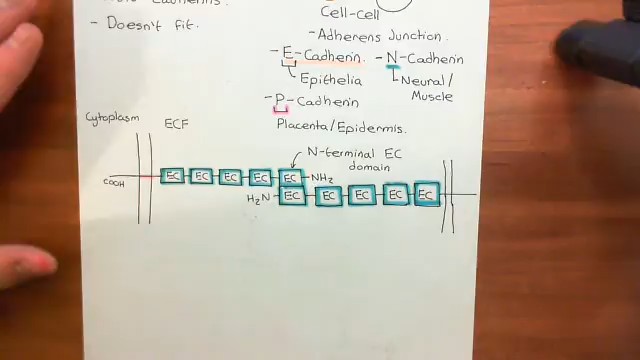 - Doesn't fit.
Cell-cell
- Adherens Junction.
- E-Cadherin.
Epithelia
- N-Cadherin
Neural/
Muscle
- P-Cadherin
Placenta/Epidermis.
Cytoplasm
ECF
N-terminal EC
domain
COOH
EC EC EC EC EC NH2
H2N EC EC EC EC EC